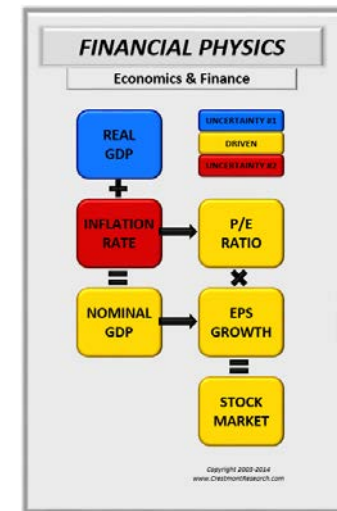 FINANCIAL PHYSICS
Economics & Finance
REAL
GDP
UNCERTAINTY #1
DRIVEN
UNCERTAINTY #2
+
INFLATION
RATE
P/E
RATIO
=
×
NOMINAL
GDP
EPS
GROWTH
=
STOCK
MARKET
Copyright 2003-2014
www.CrestmontResearch.com